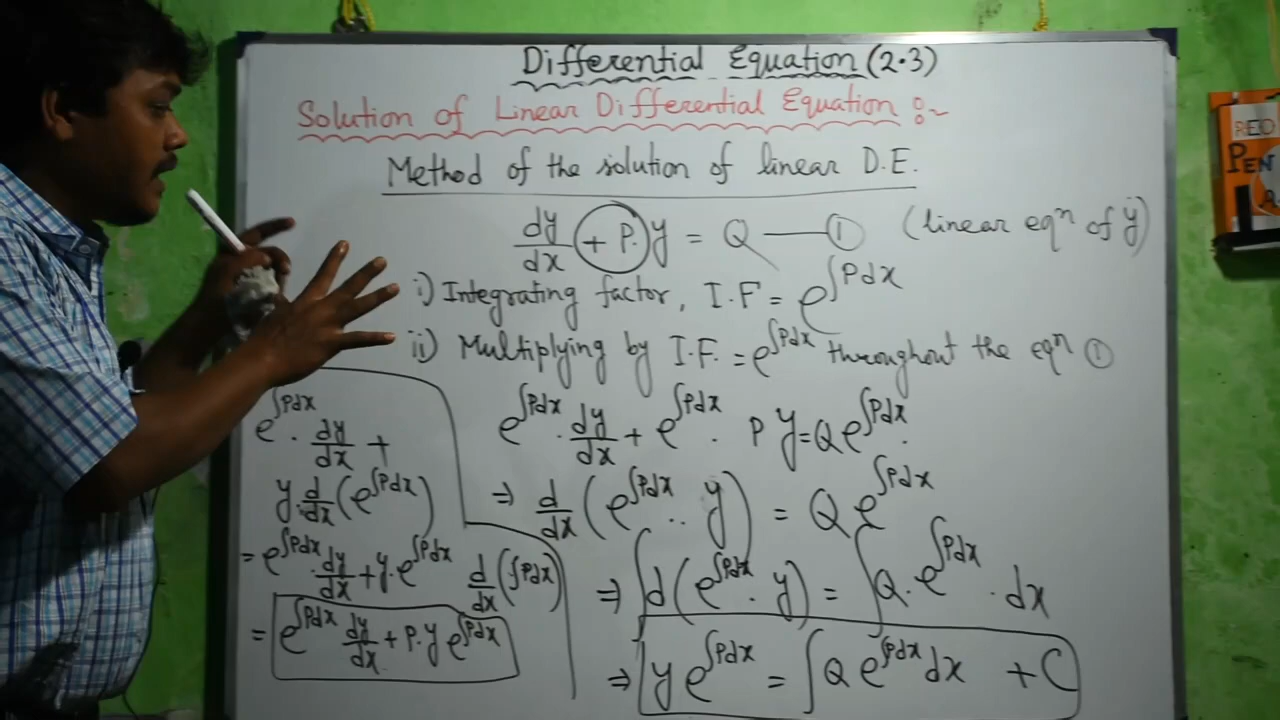 Differential Equation (2.3)
Solution of Linear Differential Equation :~
Method of the solution of linear D.E.
dy/dx + P.y = Q — ① (linear eqⁿ of y)
i) Integrating factor, I.F = e^∫Pdx
ii) Multiplying by I.F. = e^∫Pdx throughout the eqⁿ ①
e^∫Pdx . dy/dx + e^∫Pdx . P y = Q e^∫Pdx.
⇒ d/dx (e^∫Pdx .. y) = Q e^∫Pdx
⇒ ∫d(e^∫Pdx . y) = ∫Q. e^∫Pdx . dx
⇒ y e^∫Pdx = ∫Q e^∫Pdx dx + C
e^∫Pdx . dy/dx +
y. d/dx (e^∫Pdx)
= e^∫Pdx . dy/dx + y. e^∫Pdx d/dx (∫Pdx)
= e^∫Pdx dy/dx + P. y e^∫Pdx
RED
PEN